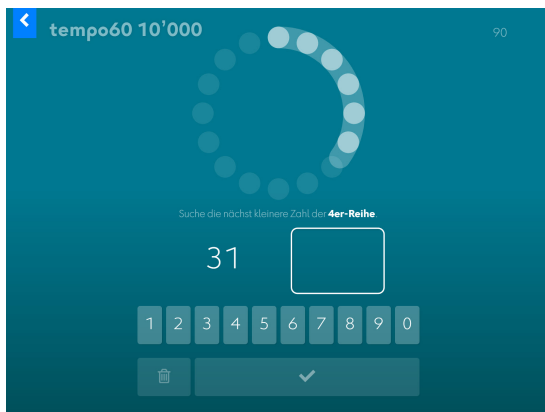 tempo60 10’000
90
Suche die nächst kleinere Zahl der 4er-Reihe.
31
1 2 3 4 5 6 7 8 9 0